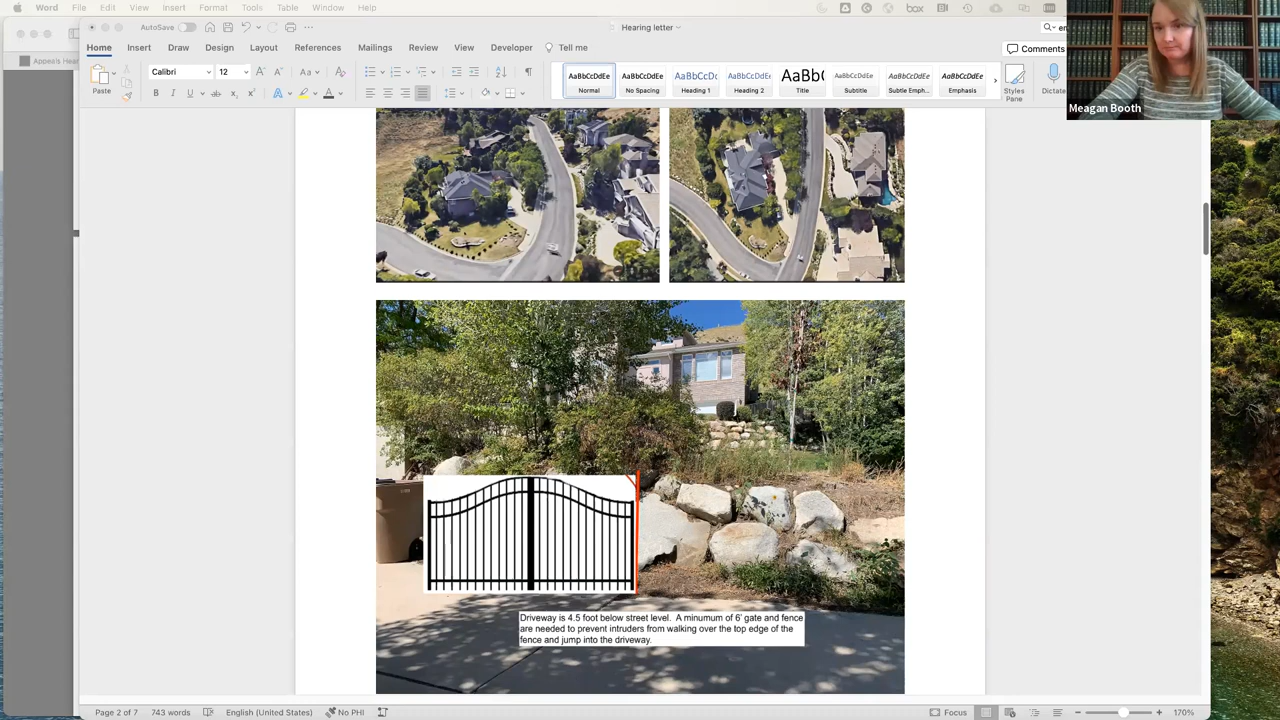 Word File Edit View Insert Format Tools Table Window Help
box
AutoSave
Hearing letter
Home Insert Draw Design Layout References Mailings Review View Developer Tell me
Comments
Appeals Hear
Paste
Calibri 12
AaBbCcDdEe AaBbCcDdEe AaBbCcDc AaBbCcDdEe AaBb( AaBbCcDdEe AaBbCcDdEe AaBbCcDdEe
Normal No Spacing Heading 1 Heading 2 Title Subtitle Subtle Emph... Emphasis
Styles
Pane
Dictate
Meagan Booth
Driveway is 4.5 foot below street level. A minumum of 6' gate and fence
are needed to prevent intruders from walking over the top edge of the
fence and jump into the driveway.
Page 2 of 7 743 words English (United States) No PHI Focus 170%